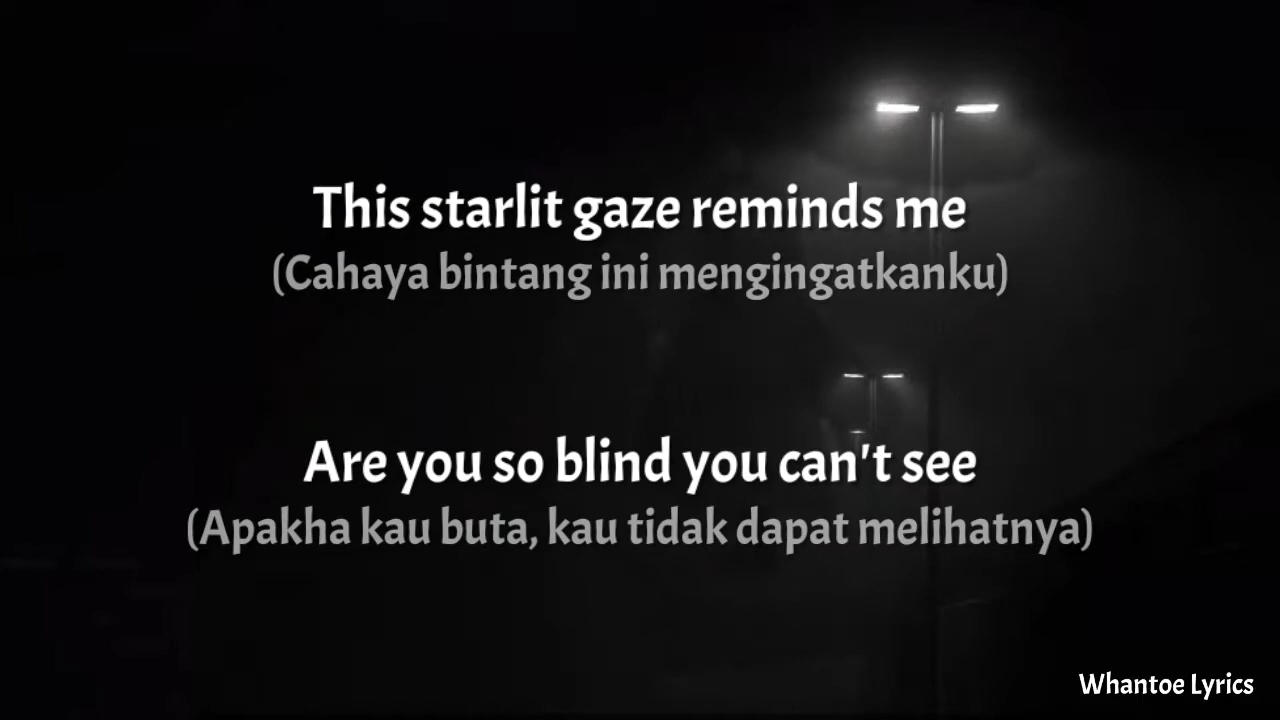 This starlit gaze reminds me
(Cahaya bintang ini mengingatkanku)
Are you so blind you can't see
(Apakha kau buta, kau tidak dapat melihatnya)
Whantoe Lyrics